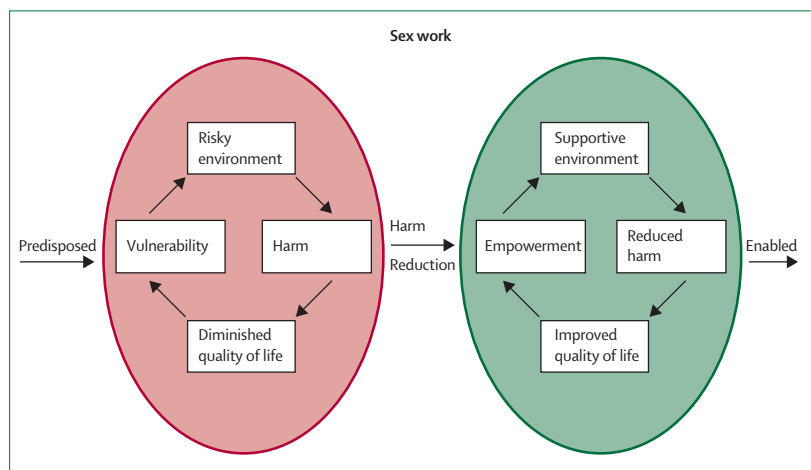 Sex work
Predisposed
Risky
environment
Vulnerability
Harm
Diminished
quality of life
Harm
Reduction
Supportive
environment
Empowerment
Reduced
harm
Improved
quality of life
Enabled